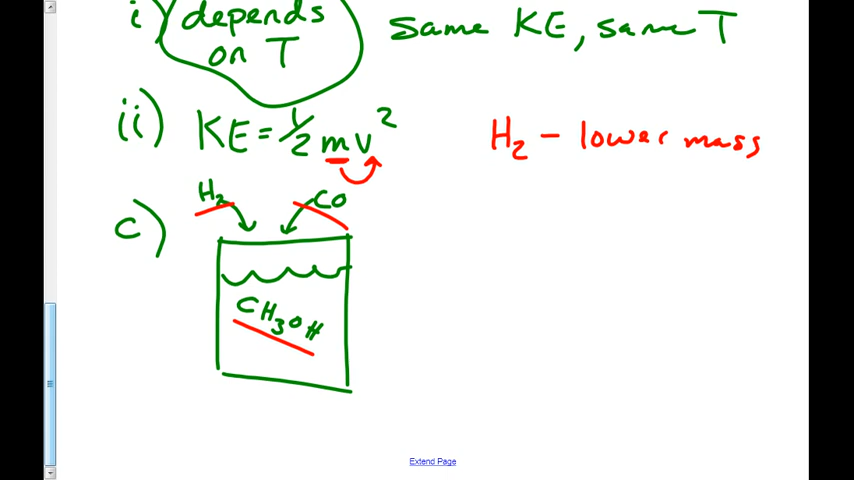 i) depends on T same KE, same T
ii) KE = 1/2 mv² H₂ – lower mass
c) H₂ CO
CH₃OH
Extend Page